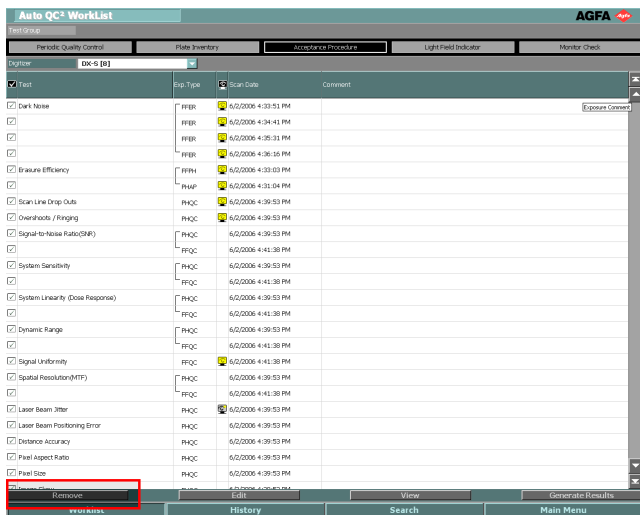 Auto QC² WorkList
AGFA Agfa
Test Group
Periodic Quality Control Plate Inventory Acceptance Procedure Light Field Indicator Monitor Check
Digitizer DX-S [8]
Test Exp.Type Scan Date Comment
Dark Noise FFER 6/2/2006 4:33:51 PM
Exposure Comment
FFER 6/2/2006 4:34:41 PM
FFER 6/2/2006 4:35:31 PM
FFER 6/2/2006 4:36:16 PM
Erasure Efficiency FFPH 6/2/2006 4:33:03 PM
PHAP 6/2/2006 4:31:04 PM
Scan Line Drop Outs PHQC 6/2/2006 4:39:53 PM
Overshoots / Ringing PHQC 6/2/2006 4:39:53 PM
Signal-to-Noise Ratio(SNR) PHQC 6/2/2006 4:39:53 PM
FFQC 6/2/2006 4:41:38 PM
System Sensitivity PHQC 6/2/2006 4:39:53 PM
FFQC 6/2/2006 4:41:38 PM
System Linearity (Dose Response) PHQC 6/2/2006 4:39:53 PM
FFQC 6/2/2006 4:41:38 PM
Dynamic Range PHQC 6/2/2006 4:39:53 PM
FFQC 6/2/2006 4:41:38 PM
Signal Uniformity FFQC 6/2/2006 4:41:38 PM
Spatial Resolution(MTF) PHQC 6/2/2006 4:39:53 PM
FFQC 6/2/2006 4:41:38 PM
Laser Beam Jitter PHQC 6/2/2006 4:39:53 PM
Laser Beam Positioning Error PHQC 6/2/2006 4:39:53 PM
Distance Accuracy PHQC 6/2/2006 4:39:53 PM
Pixel Aspect Ratio PHQC 6/2/2006 4:39:53 PM
Pixel Size PHQC 6/2/2006 4:39:53 PM
Remove Edit View Generate Results
Worklist History Search Main Menu